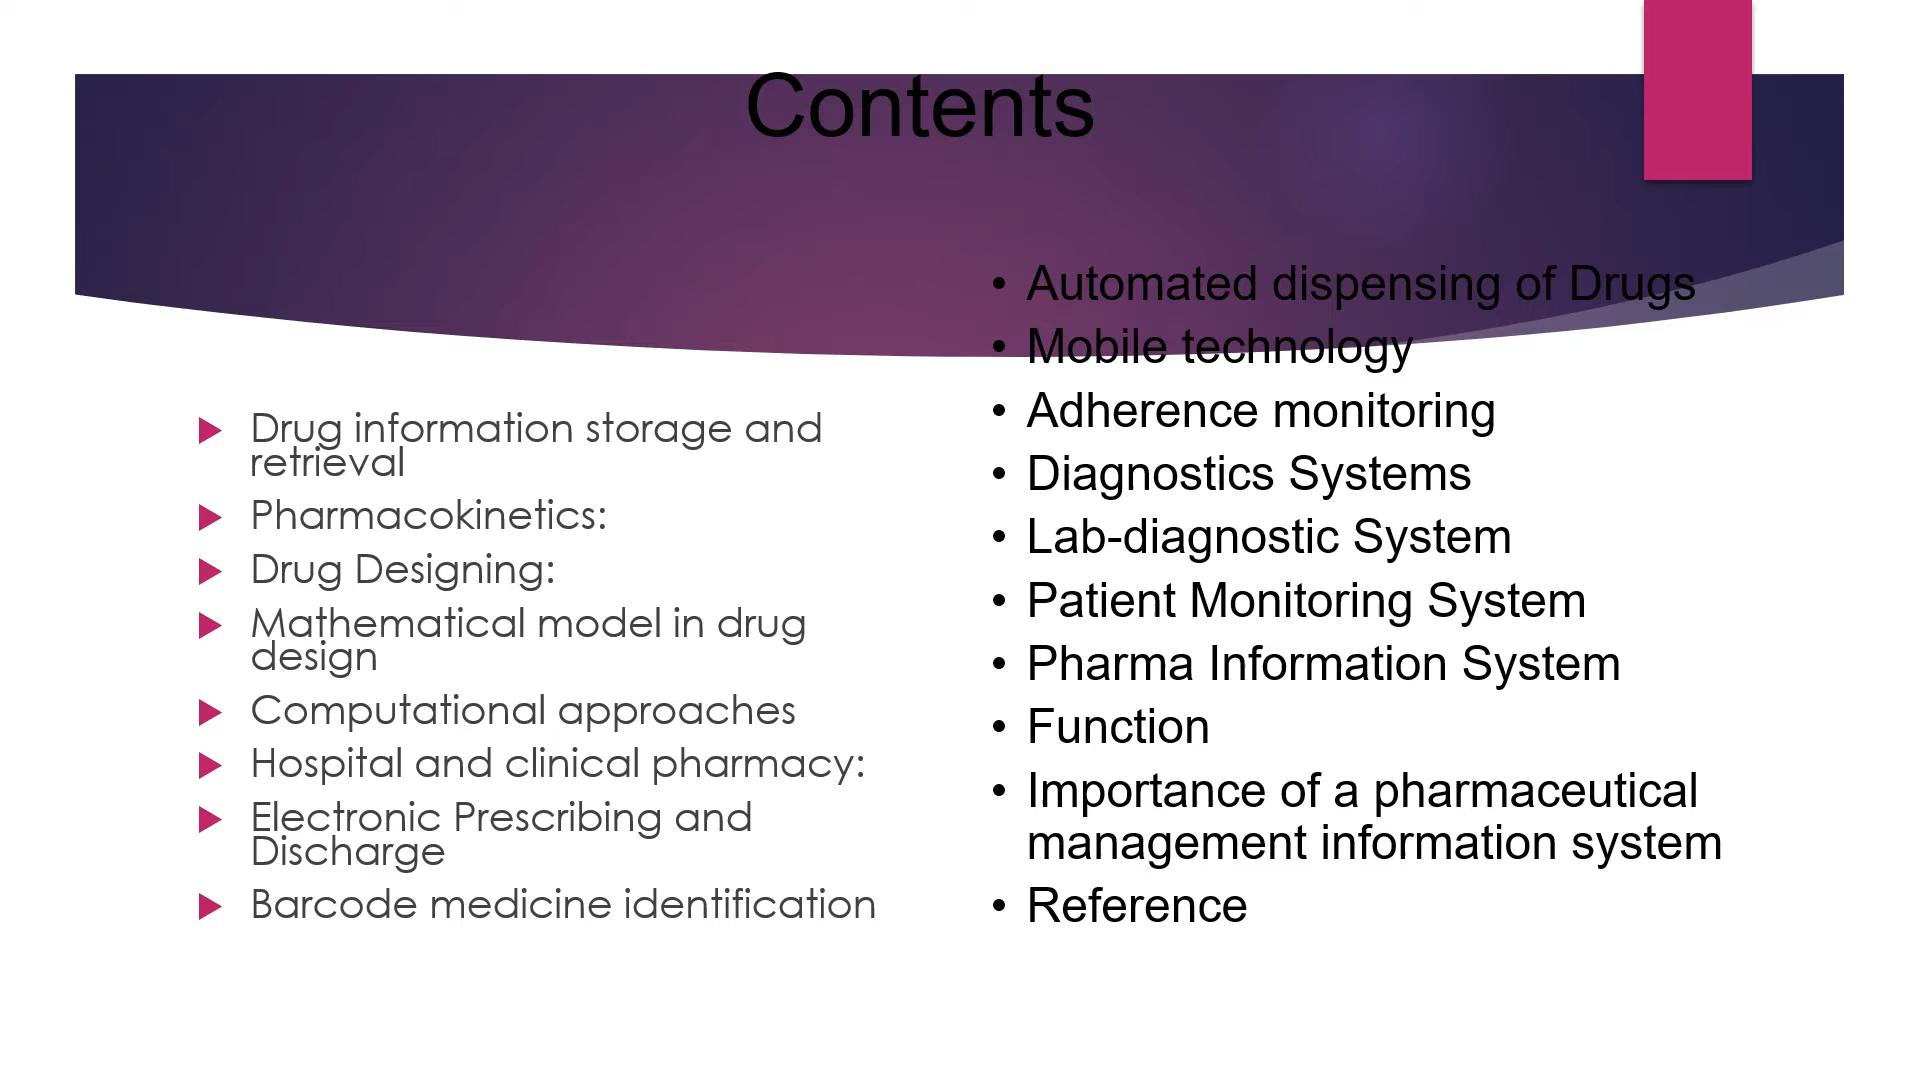 Contents
Drug information storage and
retrieval
Pharmacokinetics:
Drug Designing:
Mathematical model in drug
design
Computational approaches
Hospital and clinical pharmacy:
Electronic Prescribing and
Discharge
Barcode medicine identification
• Automated dispensing of Drugs
• Mobile technology
• Adherence monitoring
• Diagnostics Systems
• Lab-diagnostic System
• Patient Monitoring System
• Pharma Information System
• Function
• Importance of a pharmaceutical
management information system
• Reference